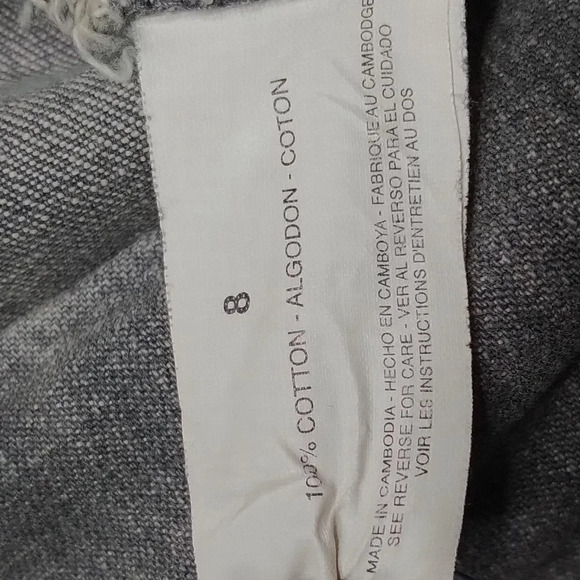 8
100% COTTON - ALGODON - COTON
MADE IN CAMBODIA - HECHO EN CAMBOYA - FABRIQUE AU CAMBODGE
SEE REVERSE FOR CARE - VER AL REVERSO PARA EL CUIDADO
VOIR LES INSTRUCTIONS D'ENTRETIEN AU DOS